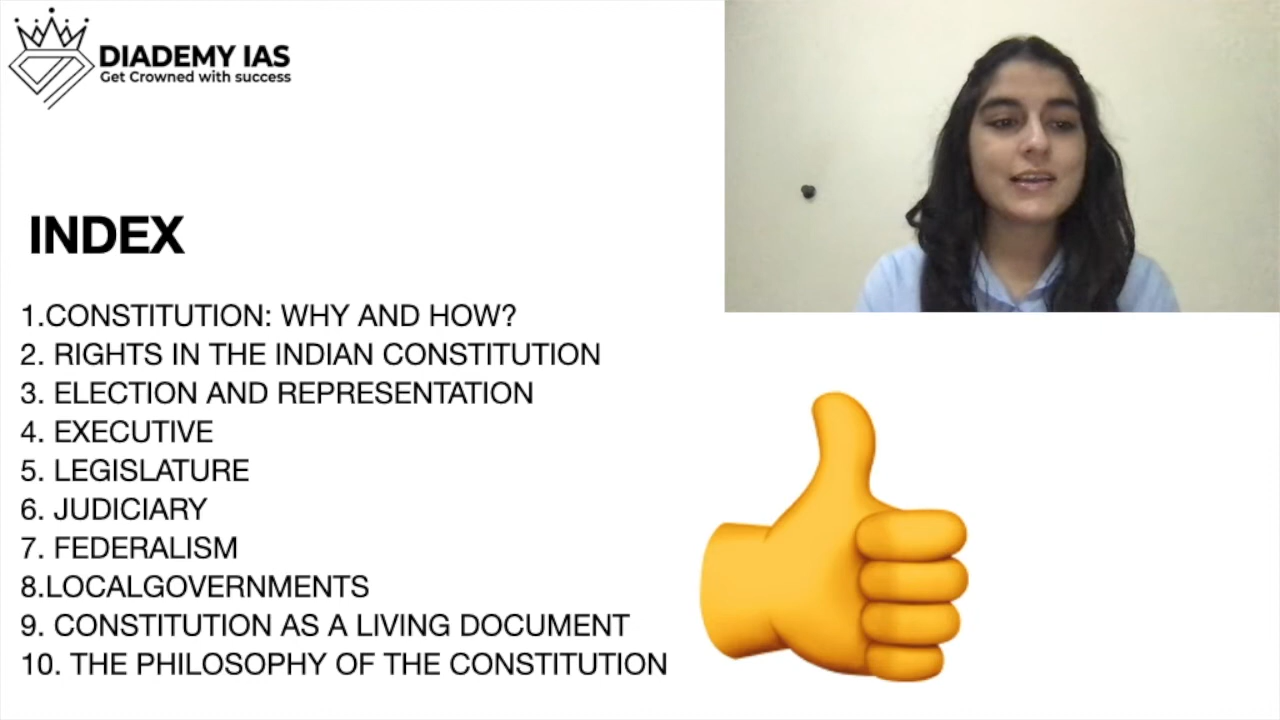 DIADEMY IAS
Get Crowned with success
INDEX
1.CONSTITUTION: WHY AND HOW?
2. RIGHTS IN THE INDIAN CONSTITUTION
3. ELECTION AND REPRESENTATION
4. EXECUTIVE
5. LEGISLATURE
6. JUDICIARY
7. FEDERALISM
8.LOCALGOVERNMENTS
9. CONSTITUTION AS A LIVING DOCUMENT
10. THE PHILOSOPHY OF THE CONSTITUTION